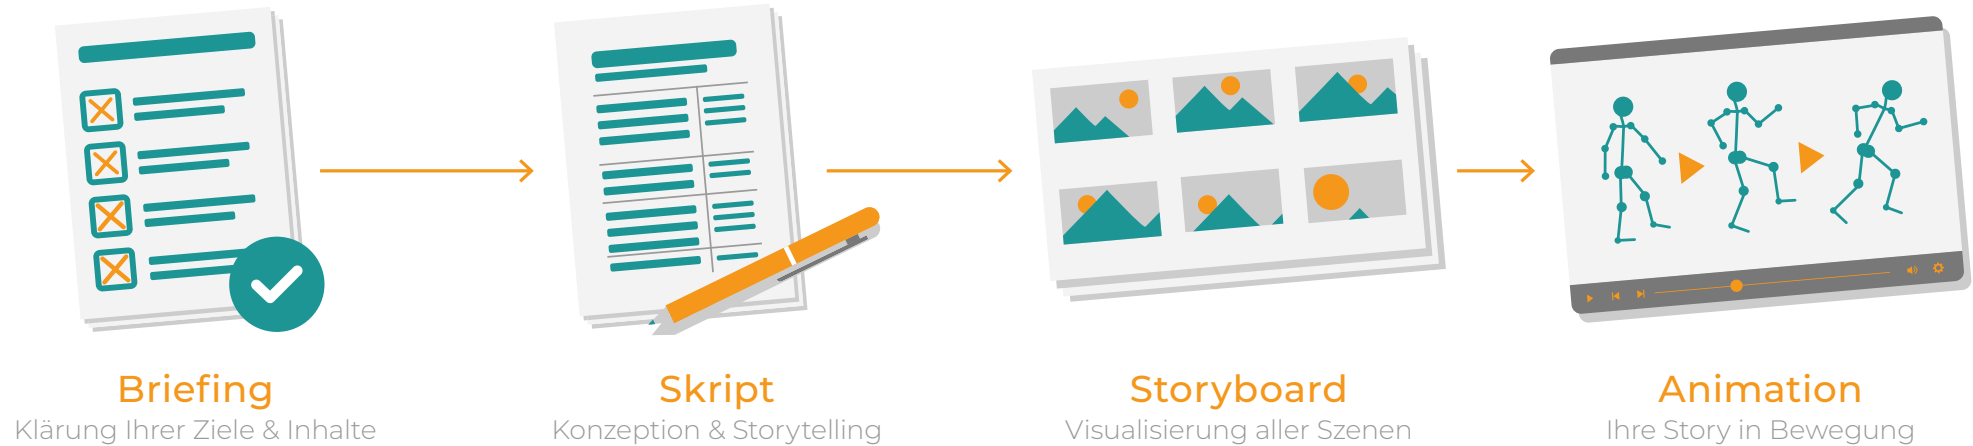 Briefing
Klärung Ihrer Ziele & Inhalte
Skript
Konzeption & Storytelling
Storyboard
Visualisierung aller Szenen
Animation
Ihre Story in Bewegung